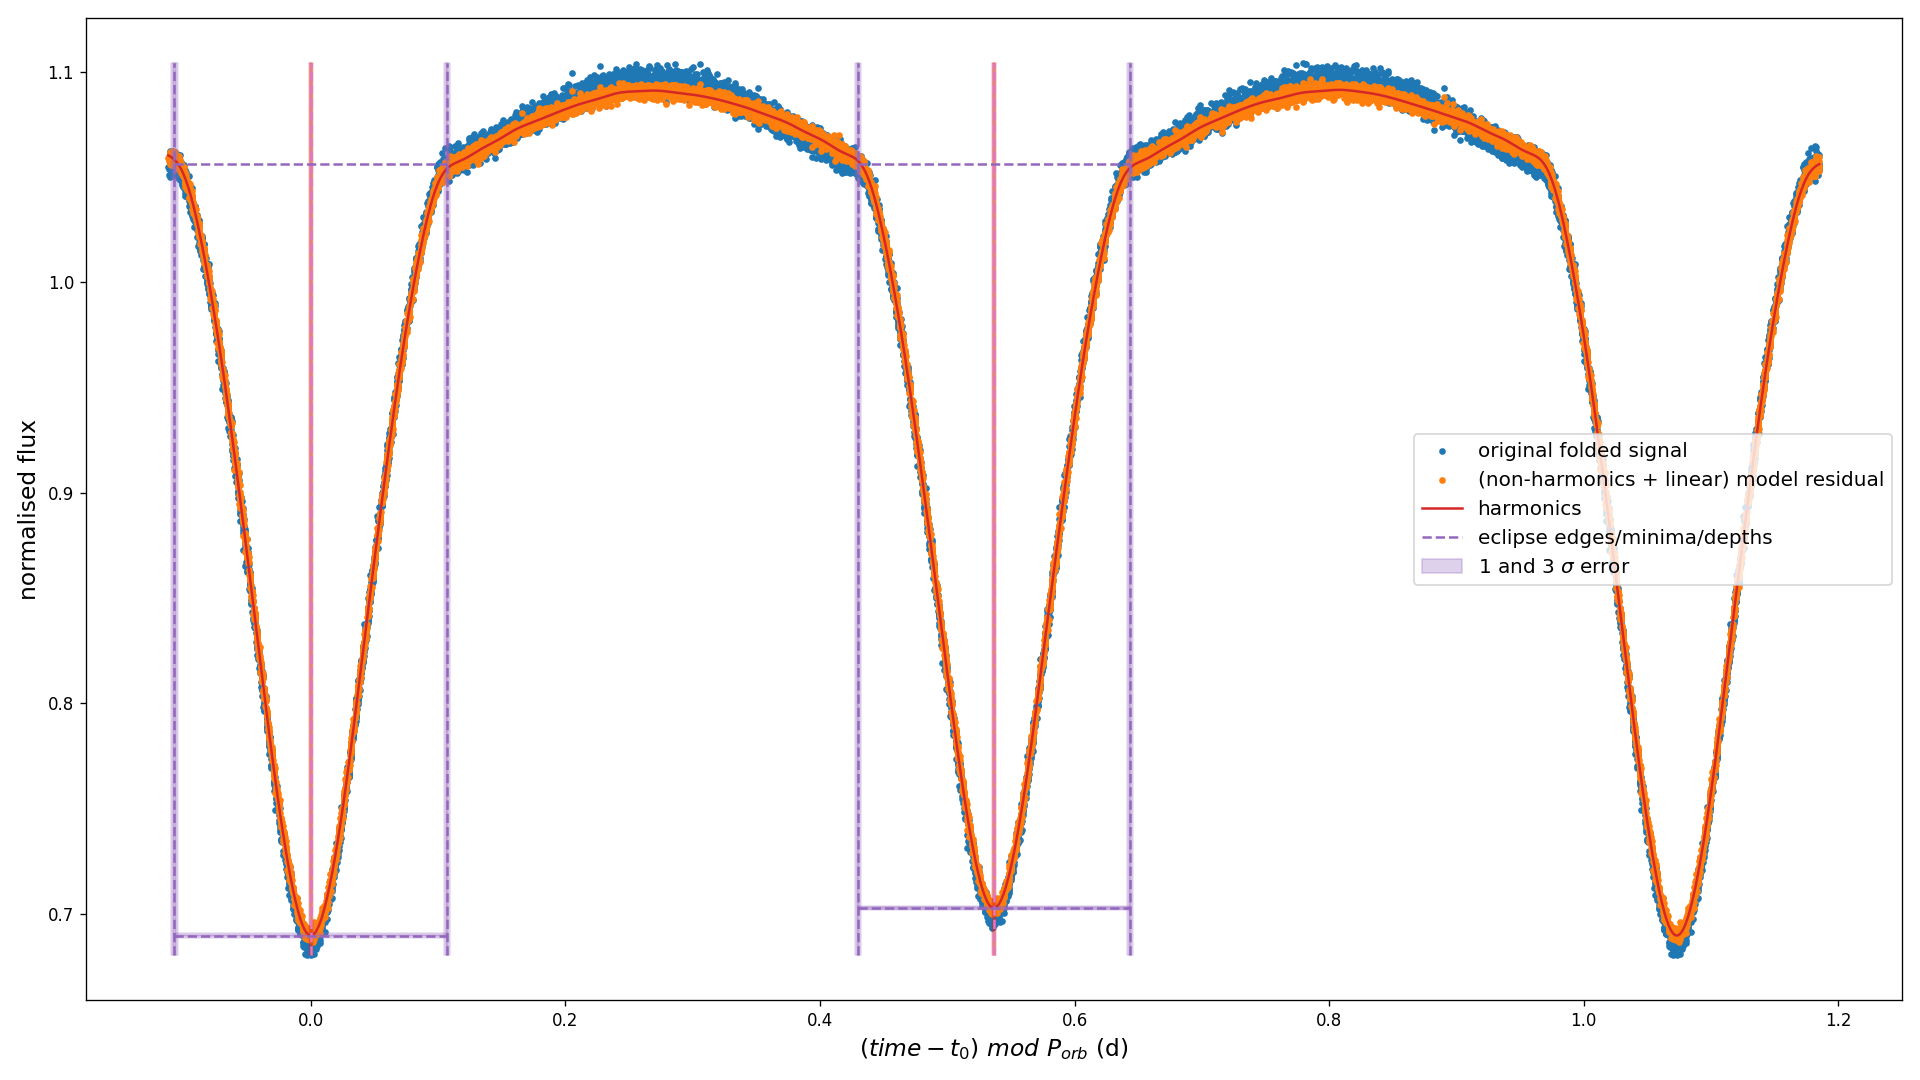 normalised flux
1.1
1.0
0.9
0.8
0.7
0.0
0.2
0.4
0.6
0.8
1.0
1.2
(time − t₀) mod Pₒᵣb (d)
original folded signal
(non-harmonics + linear) model residual
harmonics
eclipse edges/minima/depths
1 and 3 σ error